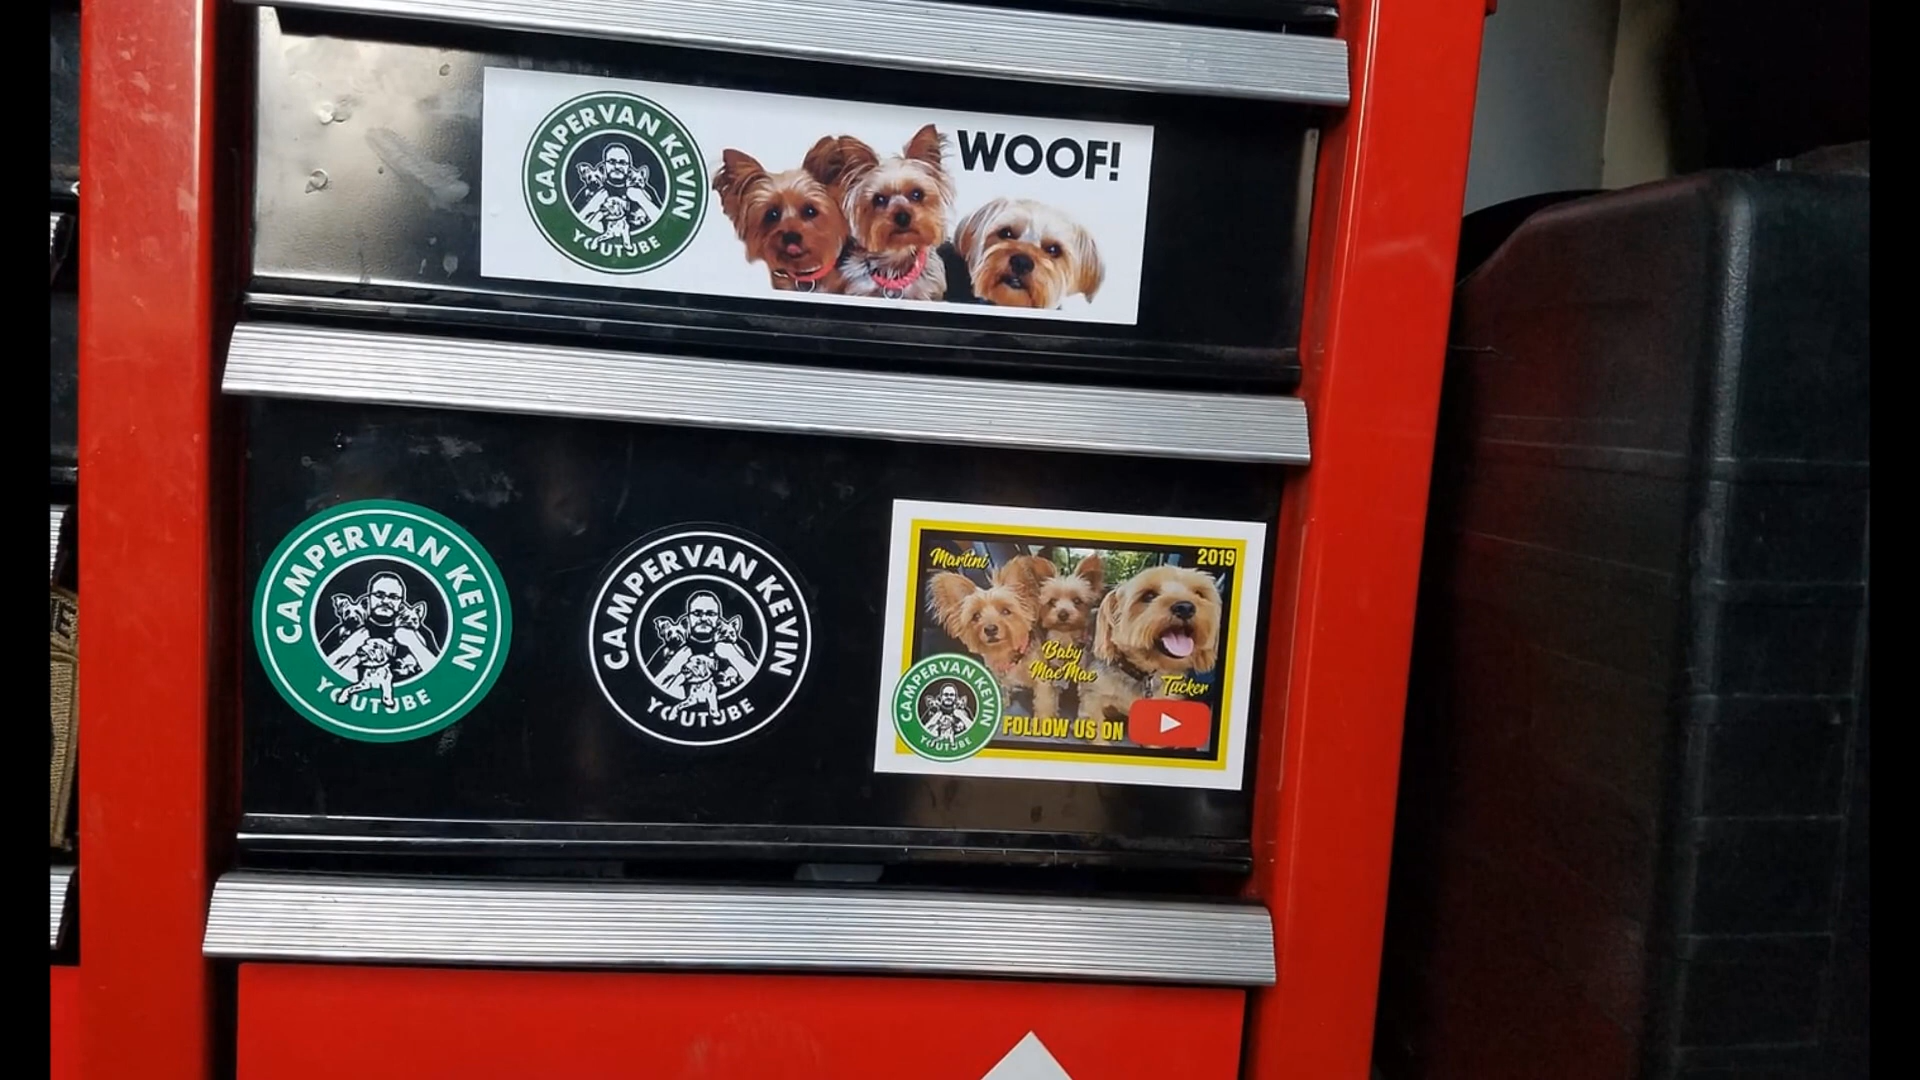 CAMPERVAN KEVIN
YOUTUBE
WOOF!
CAMPERVAN KEVIN
YOUTUBE
CAMPERVAN KEVIN
YOUTUBE
Martini
2019
Baby
MaeMae
Tucker
CAMPERVAN KEVIN
YOUTUBE
FOLLOW US ON